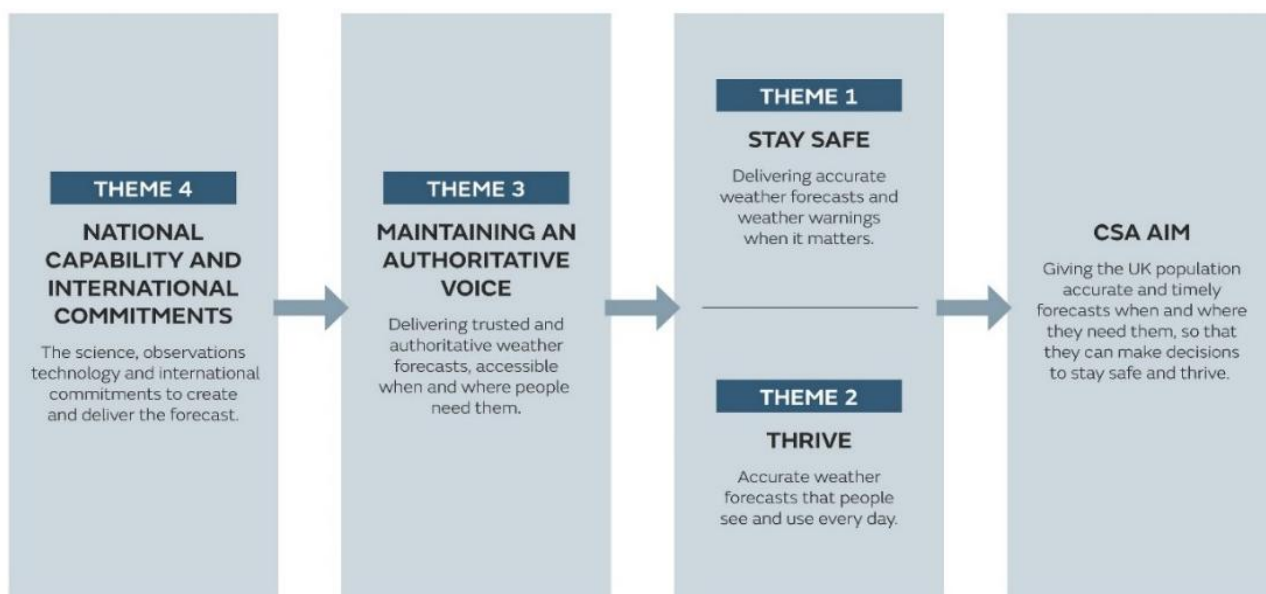 THEME 4
NATIONAL
CAPABILITY AND
INTERNATIONAL
COMMITMENTS
The science, observations
technology and international
commitments to create
and deliver the forecast.
THEME 3
MAINTAINING AN
AUTHORITATIVE
VOICE
Delivering trusted and
authoritative weather
forecasts, accessible
when and where people
need them.
THEME 1
STAY SAFE
Delivering accurate
weather forecasts and
weather warnings
when it matters.
THEME 2
THRIVE
Accurate weather
forecasts that people
see and use every day.
CSA AIM
Giving the UK population
accurate and timely
forecasts when and where
they need them, so that
they can make decisions
to stay safe and thrive.